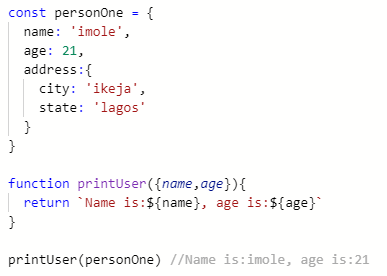 const personOne = {
  name: 'imole',
  age: 21,
  address:{
    city: 'ikeja',
    state: 'lagos'
  }
}

function printUser({name,age}){
  return `Name is:${name}, age is:${age}`
}

printUser(personOne) //Name is:imole, age is:21